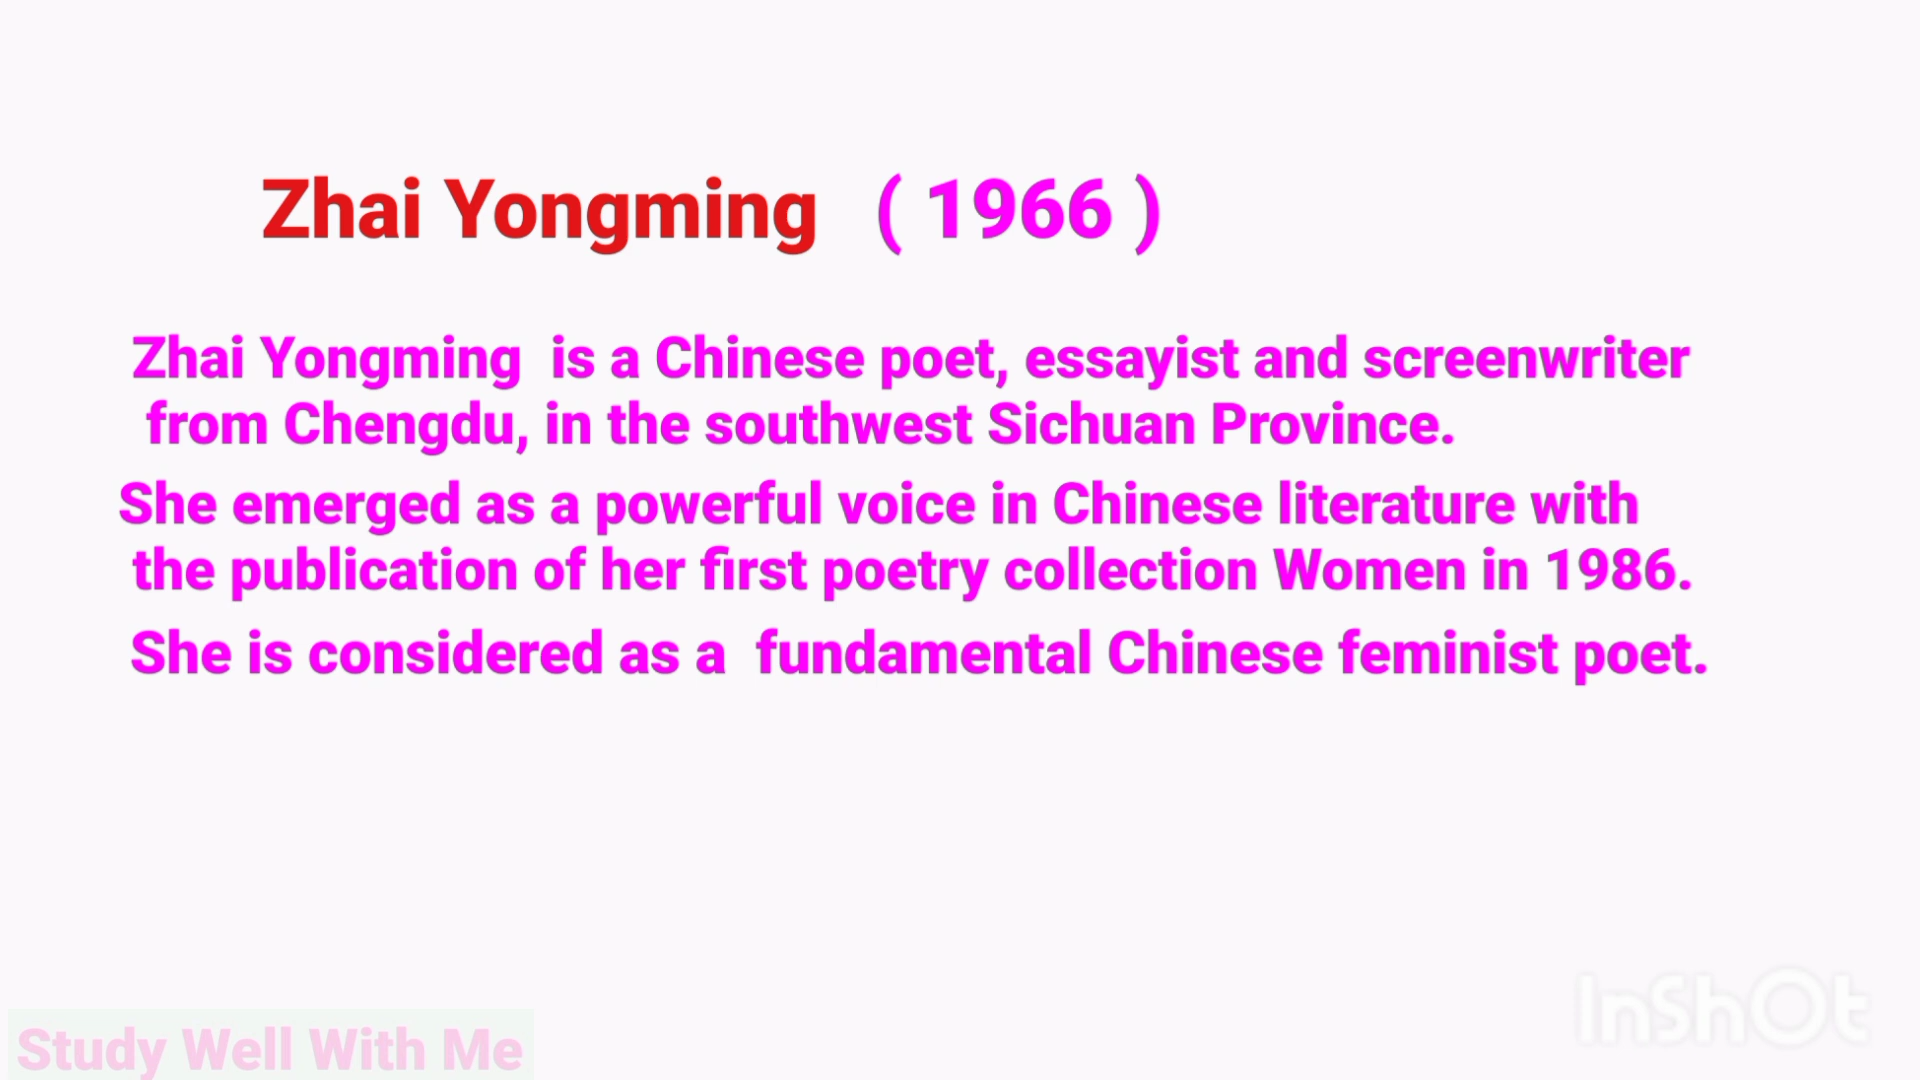 Zhai Yongming ( 1966 )
Zhai Yongming is a Chinese poet, essayist and screenwriter
from Chengdu, in the southwest Sichuan Province.
She emerged as a powerful voice in Chinese literature with
the publication of her first poetry collection Women in 1986.
She is considered as a fundamental Chinese feminist poet.
InShOt
Study Well With Me